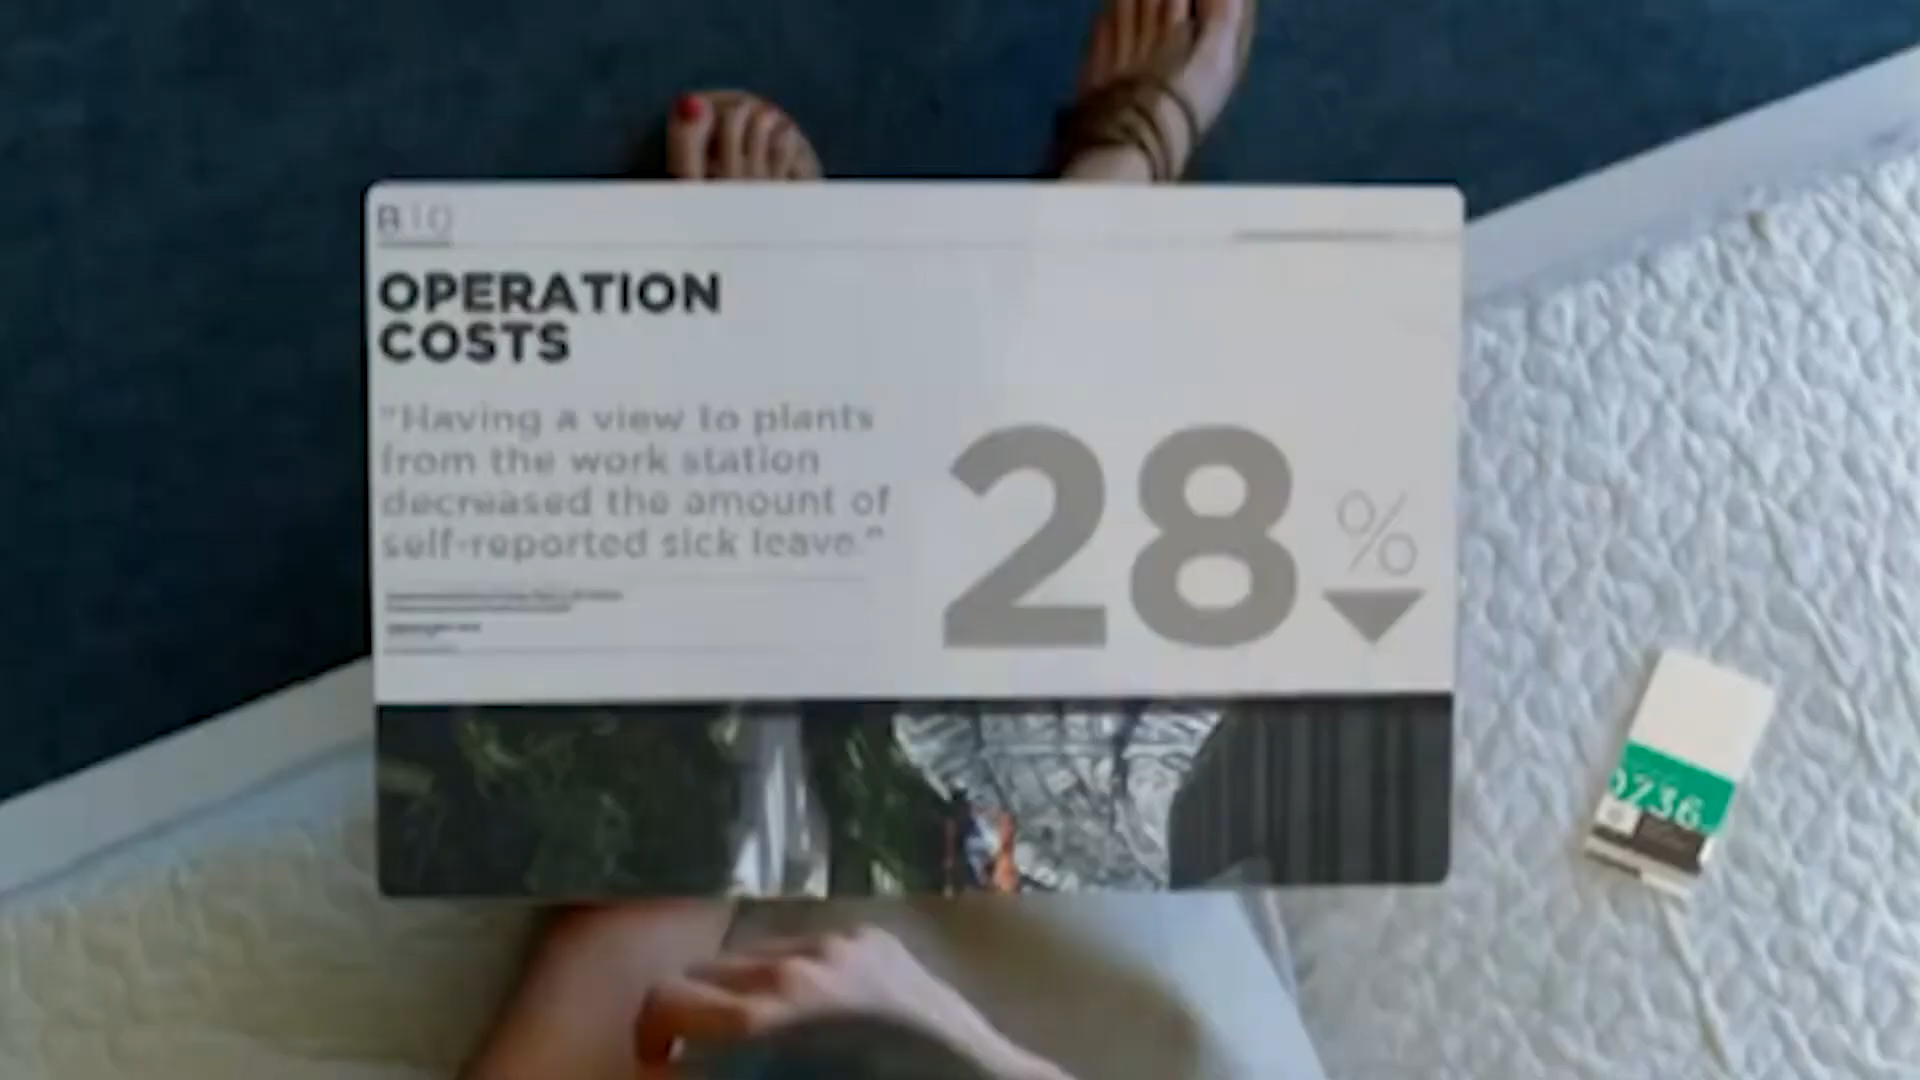 OPERATION
COSTS
"Having a view to plants
from the work station
decreased the amount of
self-reported sick leave."
28
%
0736